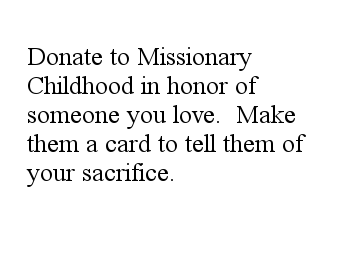 Donate to Missionary
Childhood in honor of
someone you love.  Make
them a card to tell them of
your sacrifice.